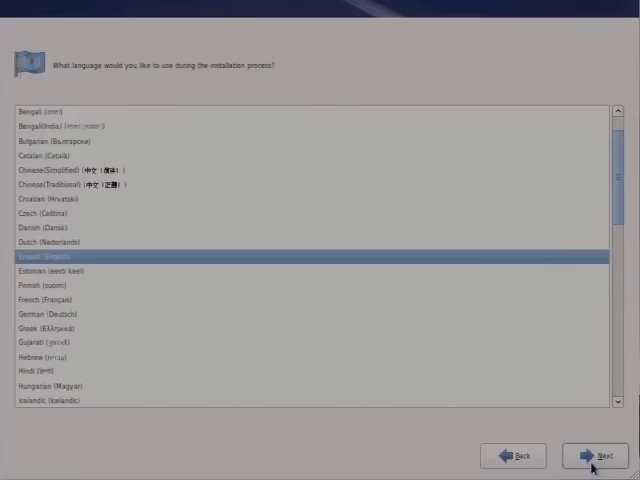 What language would you like to use during the installation process?
Bengali (বাংলা)
Bengali(India) (বাংলা (ভারত))
Bulgarian (Български)
Catalan (Català)
Chinese(Simplified) (中文（简体）)
Chinese(Traditional) (中文（正體）)
Croatian (Hrvatski)
Czech (Čeština)
Danish (Dansk)
Dutch (Nederlands)
English (English)
Estonian (eesti keel)
Finnish (suomi)
French (Français)
German (Deutsch)
Greek (Ελληνικά)
Gujarati (ગુજરાતી)
Hebrew (עברית)
Hindi (हिन्दी)
Hungarian (Magyar)
Icelandic (Icelandic)
Back
Next